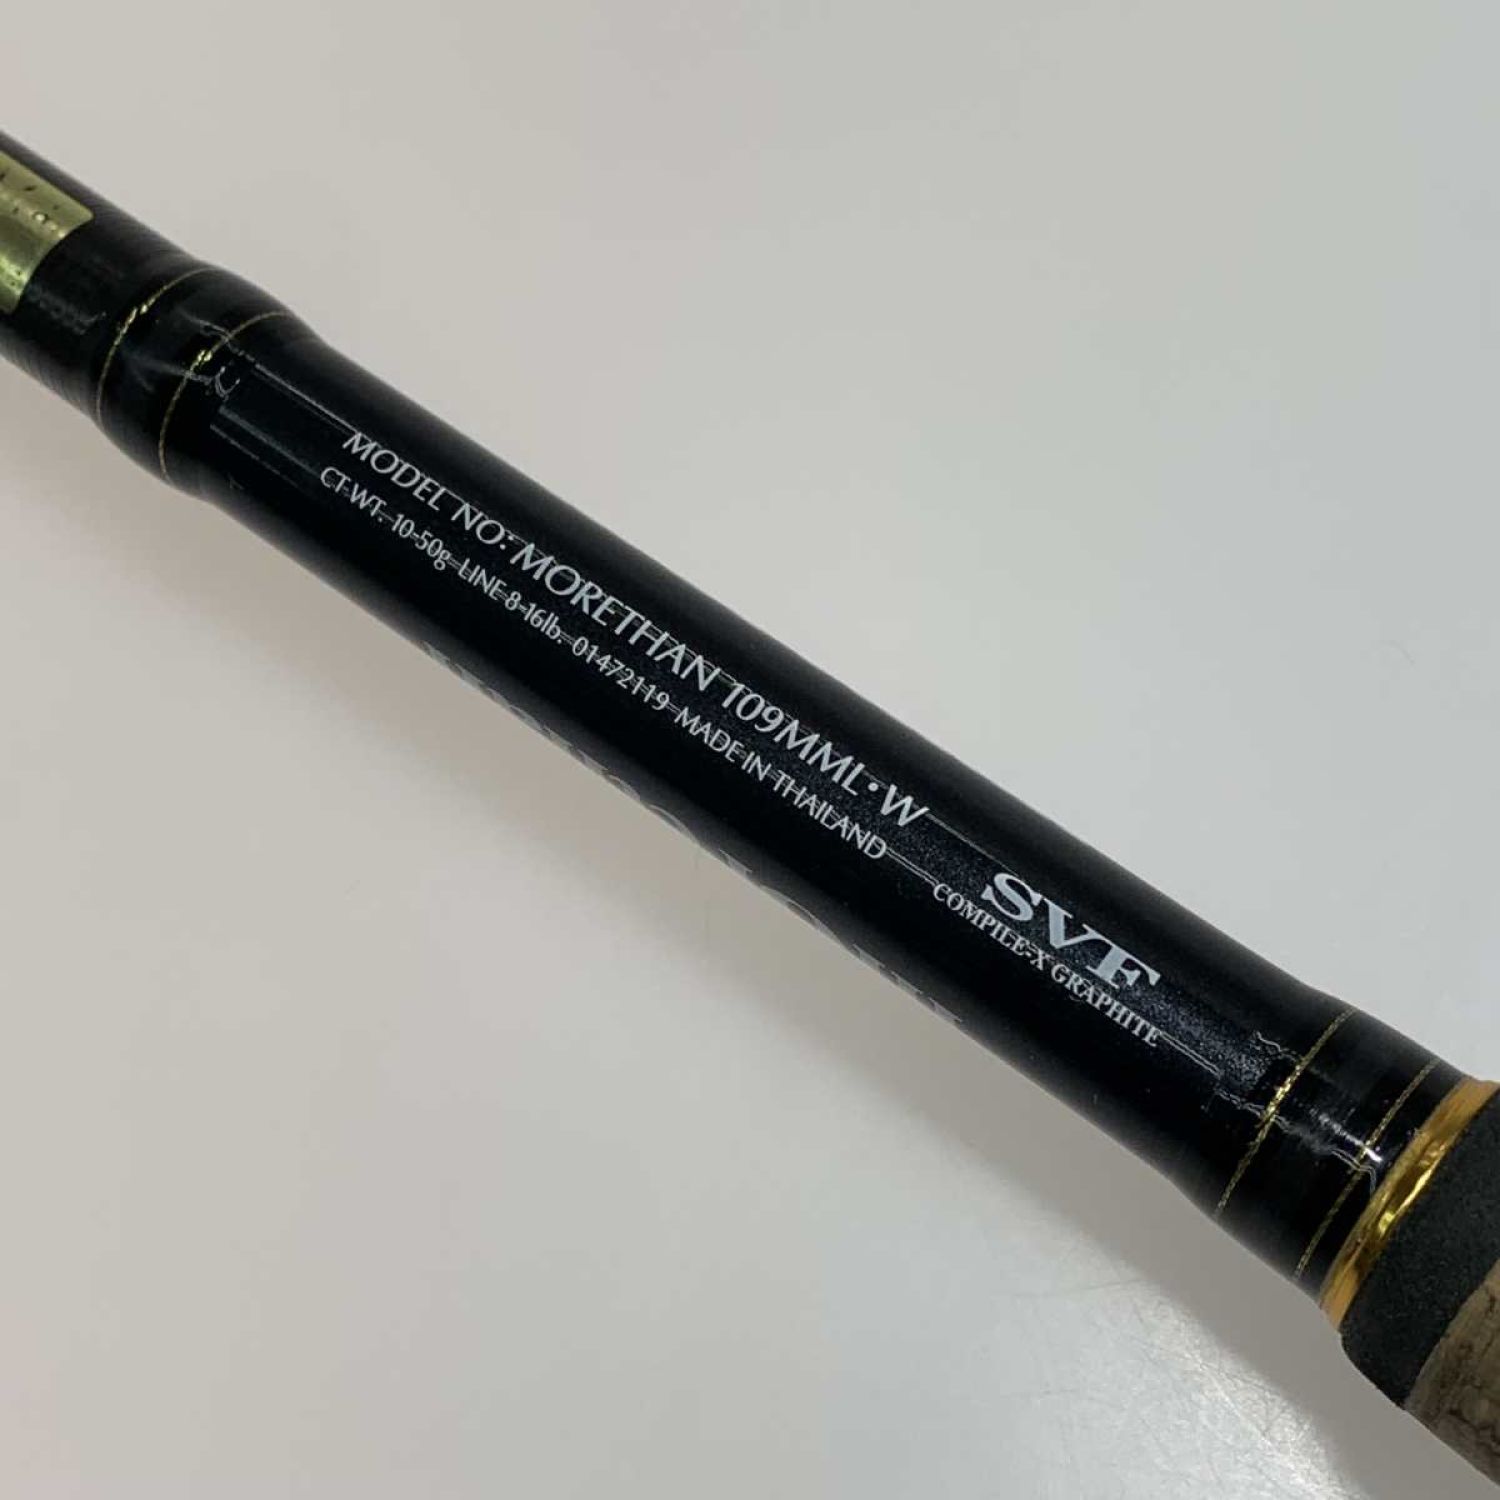 MODEL NO: MORETHAN 109MML·W
CT-WT. 10-50g LINE 8-16lb. 01472119 MADE IN THAILAND
SVF
COMPILE-X GRAPHITE